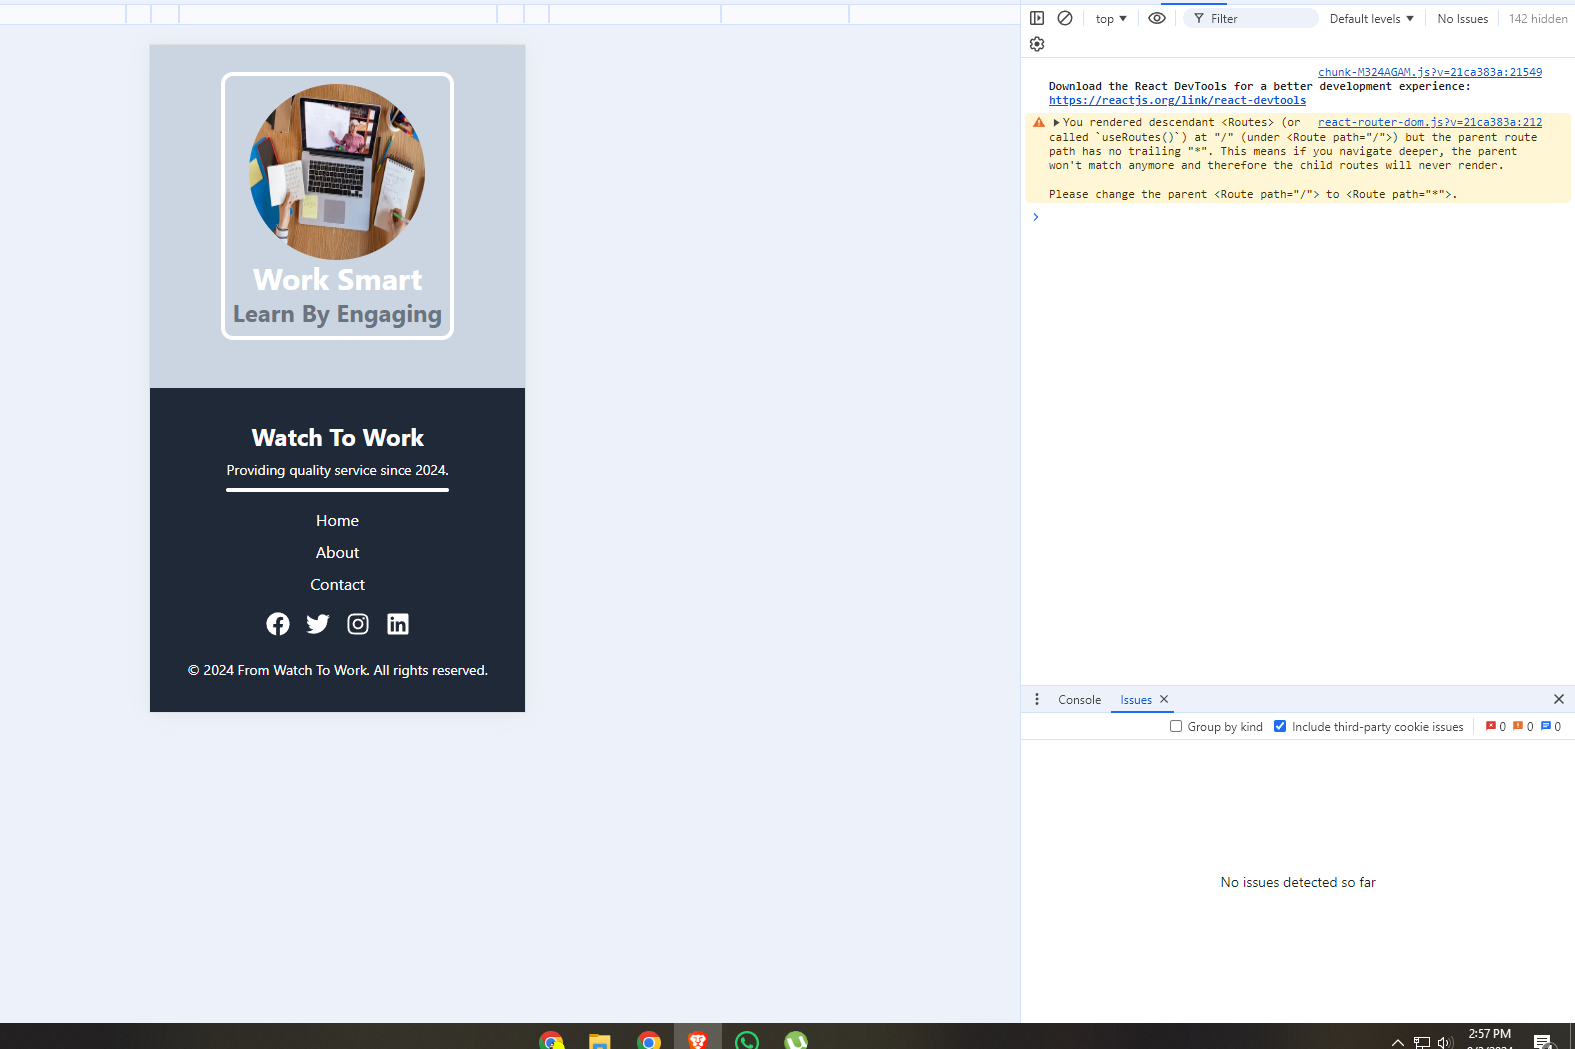 Work Smart
Learn By Engaging
Watch To Work
Providing quality service since 2024.
Home
About
Contact
© 2024 From Watch To Work. All rights reserved.
top
Filter
Default levels
No Issues
142 hidden
chunk-M324AGAM.js?v=21ca383a:21549
Download the React DevTools for a better development experience:
https://reactjs.org/link/react-devtools
You rendered descendant <Routes> (or react-router-dom.js?v=21ca383a:212
called `useRoutes()`) at "/" (under <Route path="/">) but the parent route
path has no trailing "*". This means if you navigate deeper, the parent
won't match anymore and therefore the child routes will never render.
Please change the parent <Route path="/"> to <Route path="*">.
Console
Issues
Group by kind
Include third-party cookie issues
0
0
0
No issues detected so far
2:57 PM